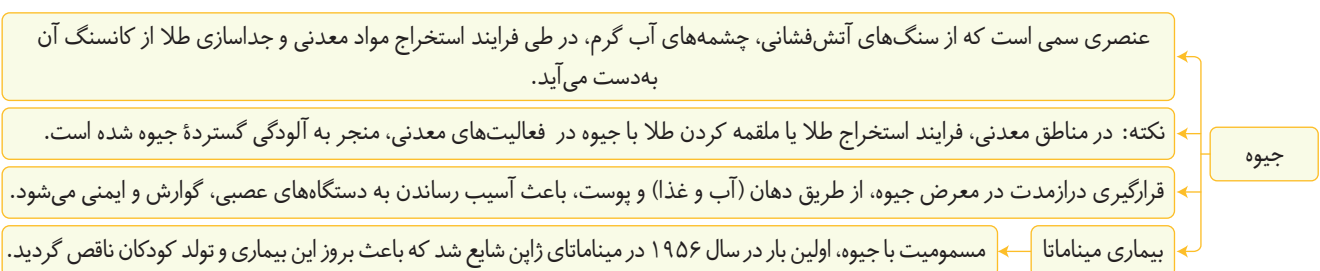 جیوه
عنصری سمی است که از سنگ‌های آتش‌فشانی، چشمه‌های آب گرم، در طی فرایند استخراج مواد معدنی و جداسازی طلا از کانسنگ آن
به‌دست می‌آید.
نکته: در مناطق معدنی، فرایند استخراج طلا یا ملقمه کردن طلا با جیوه در فعالیت‌های معدنی، منجر به آلودگی گستردهٔ جیوه شده است.
قرارگیری درازمدت در معرض جیوه، از طریق دهان (آب و غذا) و پوست، باعث آسیب رساندن به دستگاه‌های عصبی، گوارش و ایمنی می‌شود.
بیماری میناماتا
مسمومیت با جیوه، اولین بار در سال ۱۹۵۶ در میناماتای ژاپن شایع شد که باعث بروز این بیماری و تولد کودکان ناقص گردید.